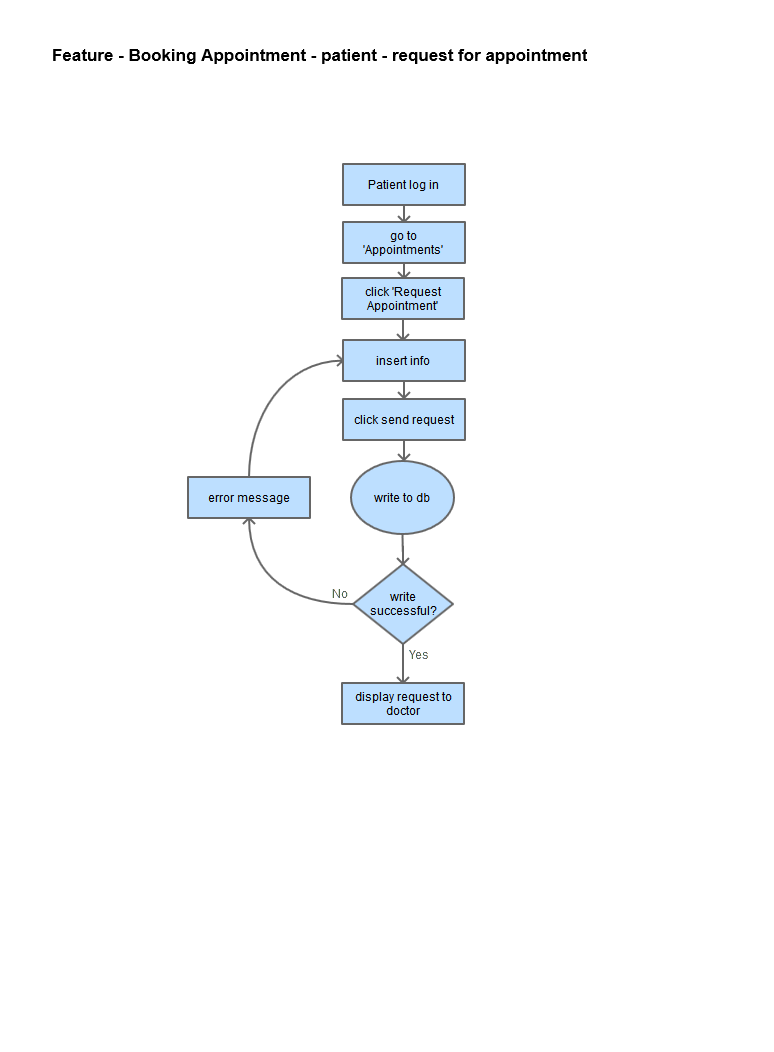 Feature - Booking Appointment - patient - request for appointment
Patient log in
go to
'Appointments'
click 'Request
Appointment'
insert info
click send request
error message
write to db
No
write
successful?
Yes
display request to
doctor